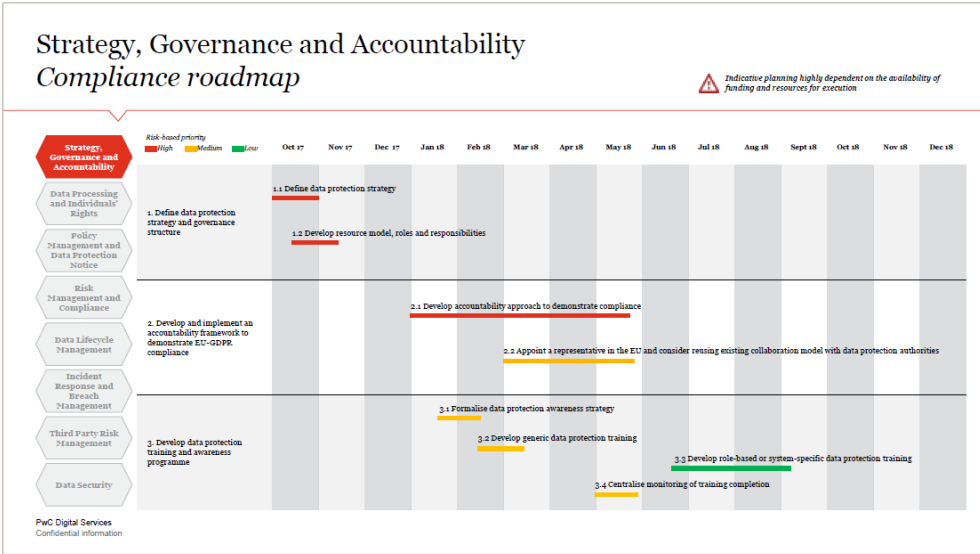 Strategy, Governance and Accountability
Compliance roadmap
Indicative planning highly dependent on the availability of
funding and resources for execution
Strategy,
Governance and
Accountability
Data Processing
and Individuals'
Rights
Policy
Management and
Data Protection
Notice
Risk
Management and
Compliance
Data Lifecycle
Management
Incident
Response and
Breach
Management
Third Party Risk
Management
Data Security
Risk-based priority
High Medium Low
Oct 17 Nov 17 Dec 17 Jan 18 Feb 18 Mar 18 Apr 18 May 18 Jun 18 Jul 18 Aug 18 Sept 18 Oct 18 Nov 18 Dec 18
1. Define data protection
strategy and governance
structure
1.1 Define data protection strategy
1.2 Develop resource model, roles and responsibilities
2. Develop and implement an
accountability framework to
demonstrate EU-GDPR
compliance
2.1 Develop accountability approach to demonstrate compliance
2.2 Appoint a representative in the EU and consider reusing existing collaboration model with data protection authorities
3. Develop data protection
training and awareness
programme
3.1 Formalise data protection awareness strategy
3.2 Develop generic data protection training
3.3 Develop role-based or system-specific data protection training
3.4 Centralise monitoring of training completion
PwC Digital Services
Confidential information